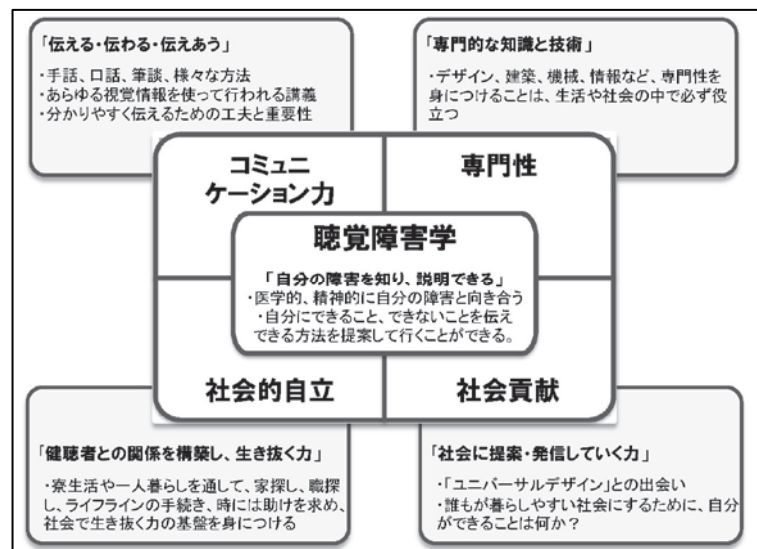 「伝える・伝わる・伝えあう」
・手話、口話、筆談、様々な方法
・あらゆる視覚情報を使って行われる講義
・分かりやすく伝えるための工夫と重要性
「専門的な知識と技術」
・デザイン、建築、機械、情報など、専門性を
身につけることは、生活や社会の中で必ず役
立つ
コミュニ
ケーション力
専門性
聴覚障害学
「自分の障害を知り、説明できる」
・医学的、精神的に自分の障害と向き合う
・自分にできること、できないことを伝え
できる方法を提案して行くことができる。
社会的自立
社会貢献
「健聴者との関係を構築し、生き抜く力」
・寮生活や一人暮らしを通して、家探し、職探
し、ライフラインの手続き、時には助けを求め、
社会で生き抜く力の基盤を身につける
「社会に提案・発信していく力」
・「ユニバーサルデザイン」との出会い
・誰もが暮らしやすい社会にするために、自分
ができることは何か？